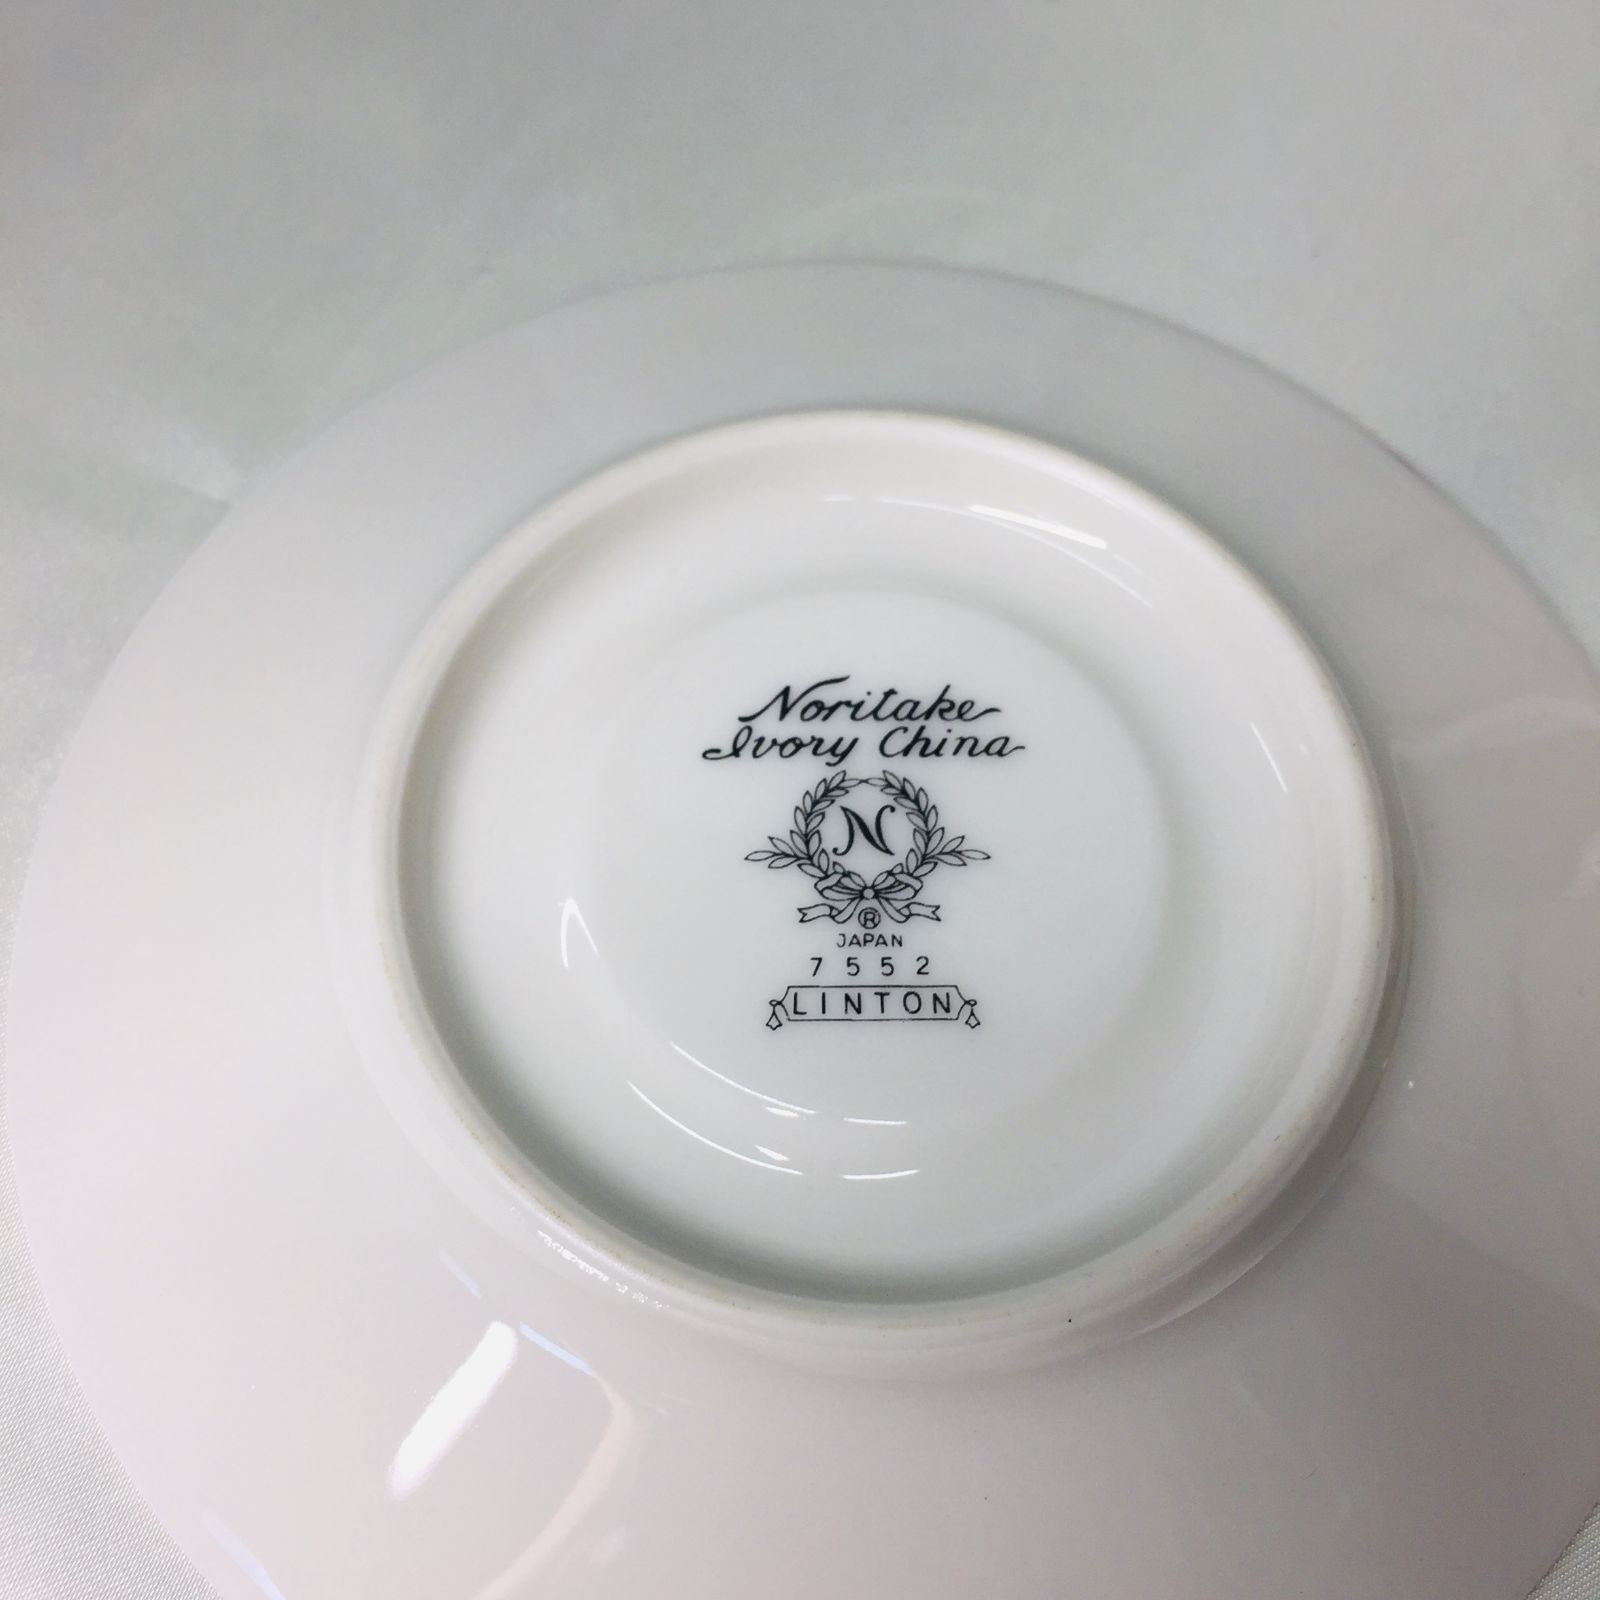 Noritake
Ivory China
N
®
JAPAN
7552
LINTON